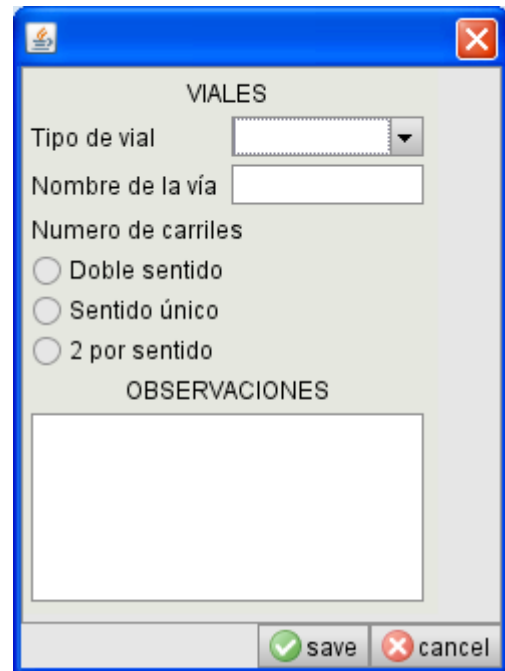 VIALES
Tipo de vial
Nombre de la vía
Numero de carriles
Doble sentido
Sentido único
2 por sentido
OBSERVACIONES
save cancel